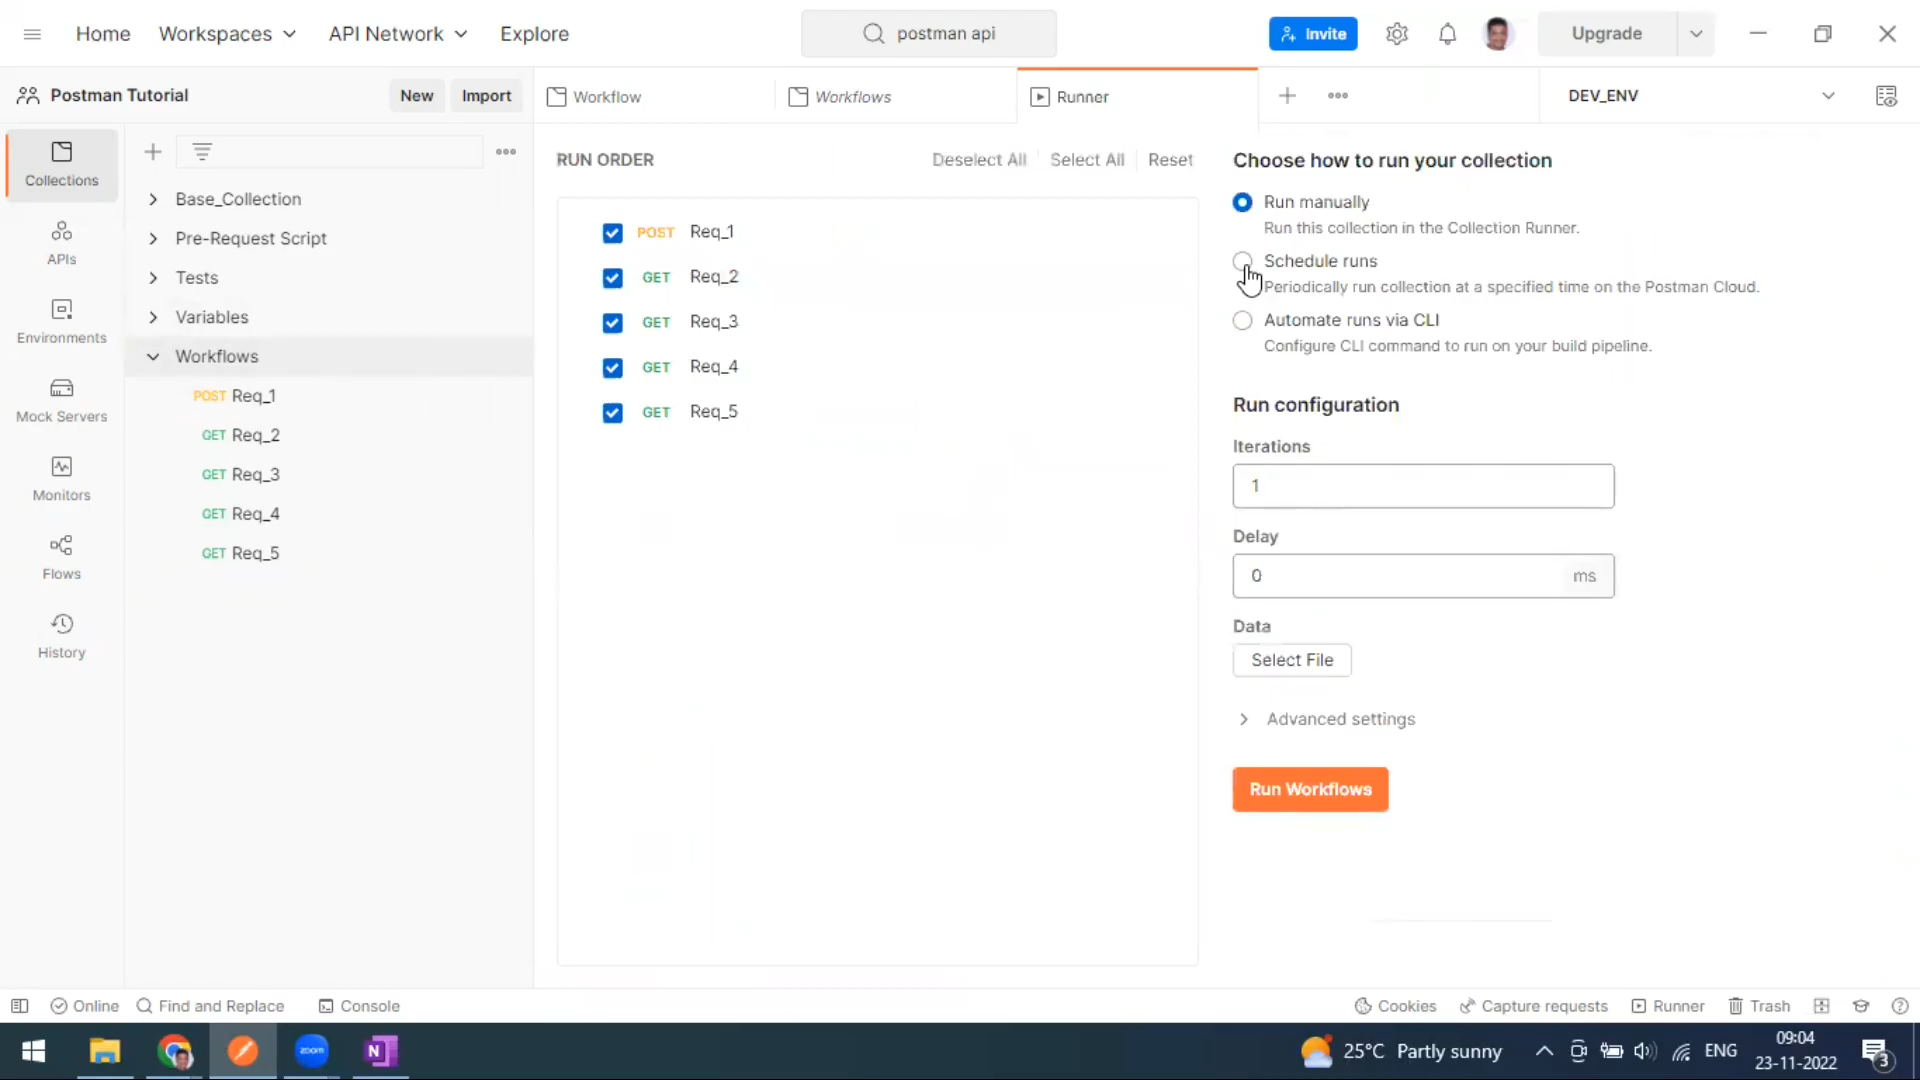 Home Workspaces API Network Explore postman api Invite Upgrade
Postman Tutorial New Import Workflow Workflows Runner DEV_ENV
Collections
APIs
Environments
Mock Servers
Monitors
Flows
History
Base_Collection
Pre-Request Script
Tests
Variables
Workflows
POST Req_1
GET Req_2
GET Req_3
GET Req_4
GET Req_5
RUN ORDER Deselect All Select All Reset
POST Req_1
GET Req_2
GET Req_3
GET Req_4
GET Req_5
Choose how to run your collection
Run manually
Run this collection in the Collection Runner.
Schedule runs
Periodically run collection at a specified time on the Postman Cloud.
Automate runs via CLI
Configure CLI command to run on your build pipeline.
Run configuration
Iterations
1
Delay
0 ms
Data
Select File
Advanced settings
Run Workflows
Online Find and Replace Console Cookies Capture requests Runner Trash
zoom N 25°C Partly sunny ENG 09:04
23-11-2022 3